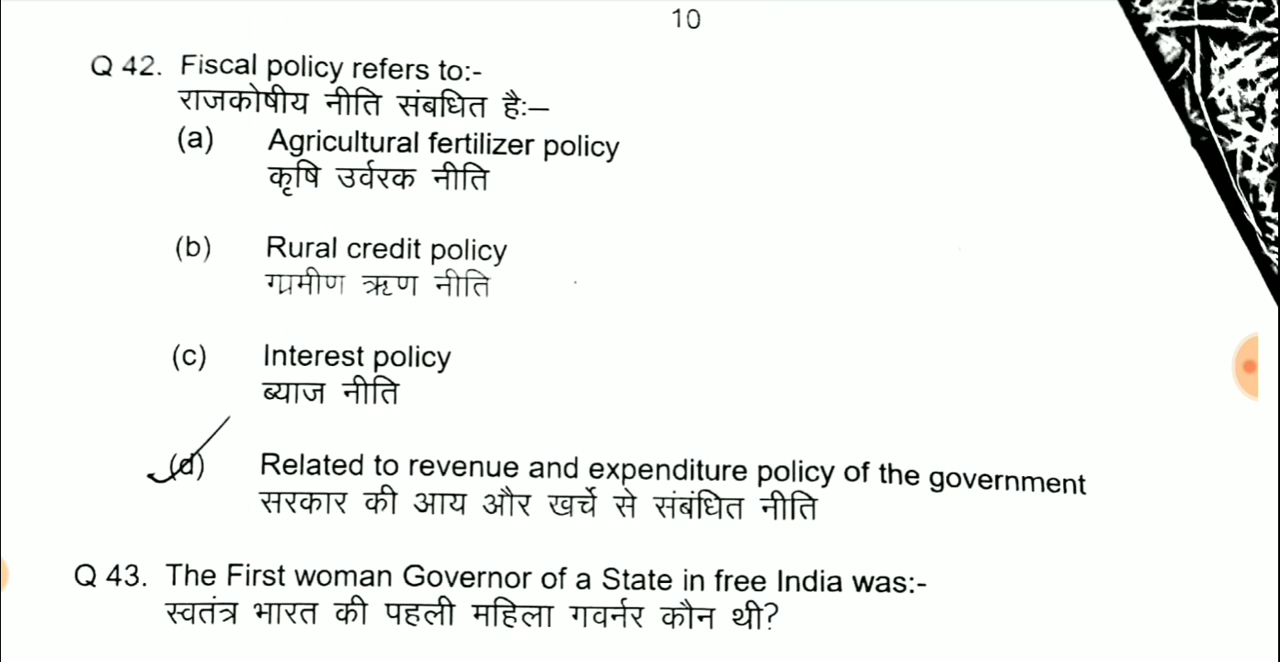 10
Q 42. Fiscal policy refers to:-
राजकोषीय नीति संबधित है:–
(a) Agricultural fertilizer policy
कृषि उर्वरक नीति
(b) Rural credit policy
ग्रामीण ऋण नीति
(c) Interest policy
ब्याज नीति
(d) Related to revenue and expenditure policy of the government
सरकार की आय और खर्चे से संबंधित नीति
Q 43. The First woman Governor of a State in free India was:-
स्वतंत्र भारत की पहली महिला गवर्नर कौन थी?